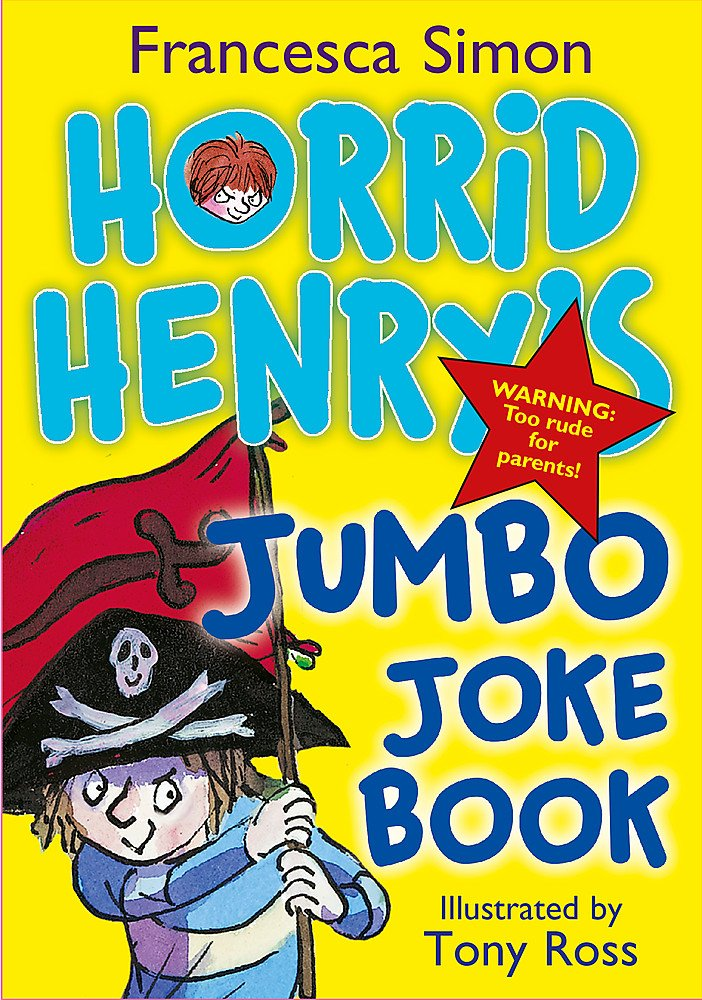 Francesca Simon
HORRiD
HENRY'S
WARNING:
Too rude
for
parents!
JUMBO
JOKE
BOOK
Illustrated by
Tony Ross